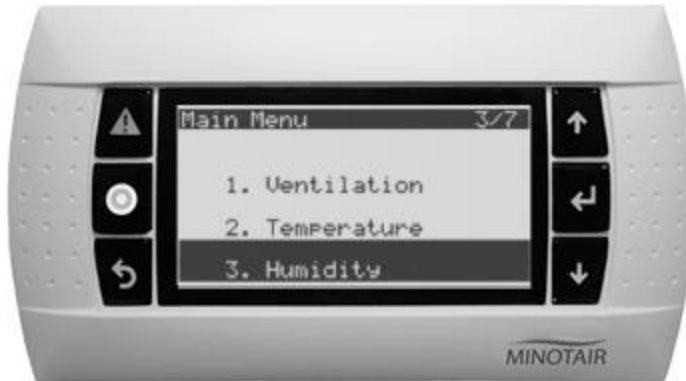 Main Menu 3/7
1. Ventilation
2. Temperature
3. Humidity
MINOTAIR